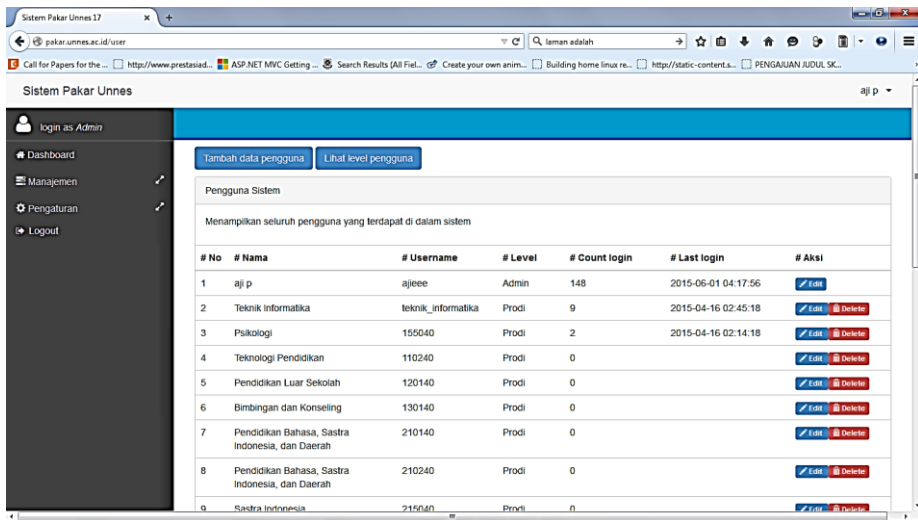 Sistem Pakar Unnes 17
pakar.unnes.ac.id/user
laman adalah
Call for Papers for the ... http://www.prestasiad... ASP.NET MVC Getting ... Search Results (All Fiel... Create your own anim... Building home linux re... http://static-content.s... PENGAJUAN JUDUL SK...
Sistem Pakar Unnes aji p
login as Admin
Dashboard
Manajemen
Pengaturan
Logout
Tambah data pengguna Lihat level pengguna
Pengguna Sistem
Menampilkan seluruh pengguna yang terdapat di dalam sistem
# No # Nama # Username # Level # Count login # Last login # Aksi
1 aji p ajieee Admin 148 2015-06-01 04:17:56 Edit
2 Teknik Informatika teknik_informatika Prodi 9 2015-04-16 02:45:18 Edit Delete
3 Psikologi 155040 Prodi 2 2015-04-16 02:14:18 Edit Delete
4 Teknologi Pendidikan 110240 Prodi 0 Edit Delete
5 Pendidikan Luar Sekolah 120140 Prodi 0 Edit Delete
6 Bimbingan dan Konseling 130140 Prodi 0 Edit Delete
7 Pendidikan Bahasa, Sastra 210140 Prodi 0 Edit Delete
Indonesia, dan Daerah
8 Pendidikan Bahasa, Sastra 210240 Prodi 0 Edit Delete
Indonesia, dan Daerah
9 Sastra Indonesia 215040 Prodi 0 Edit Delete